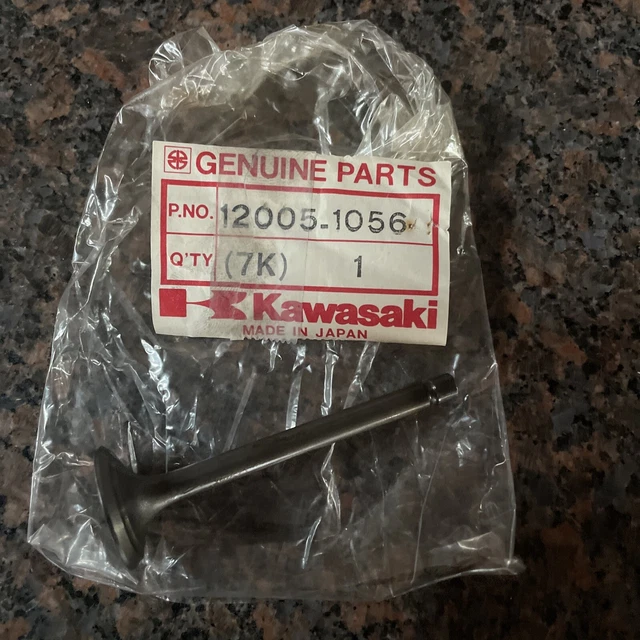 GENUINE PARTS
P.NO. 12005-1056
Q'TY (7K) 1
Kawasaki
MADE IN JAPAN